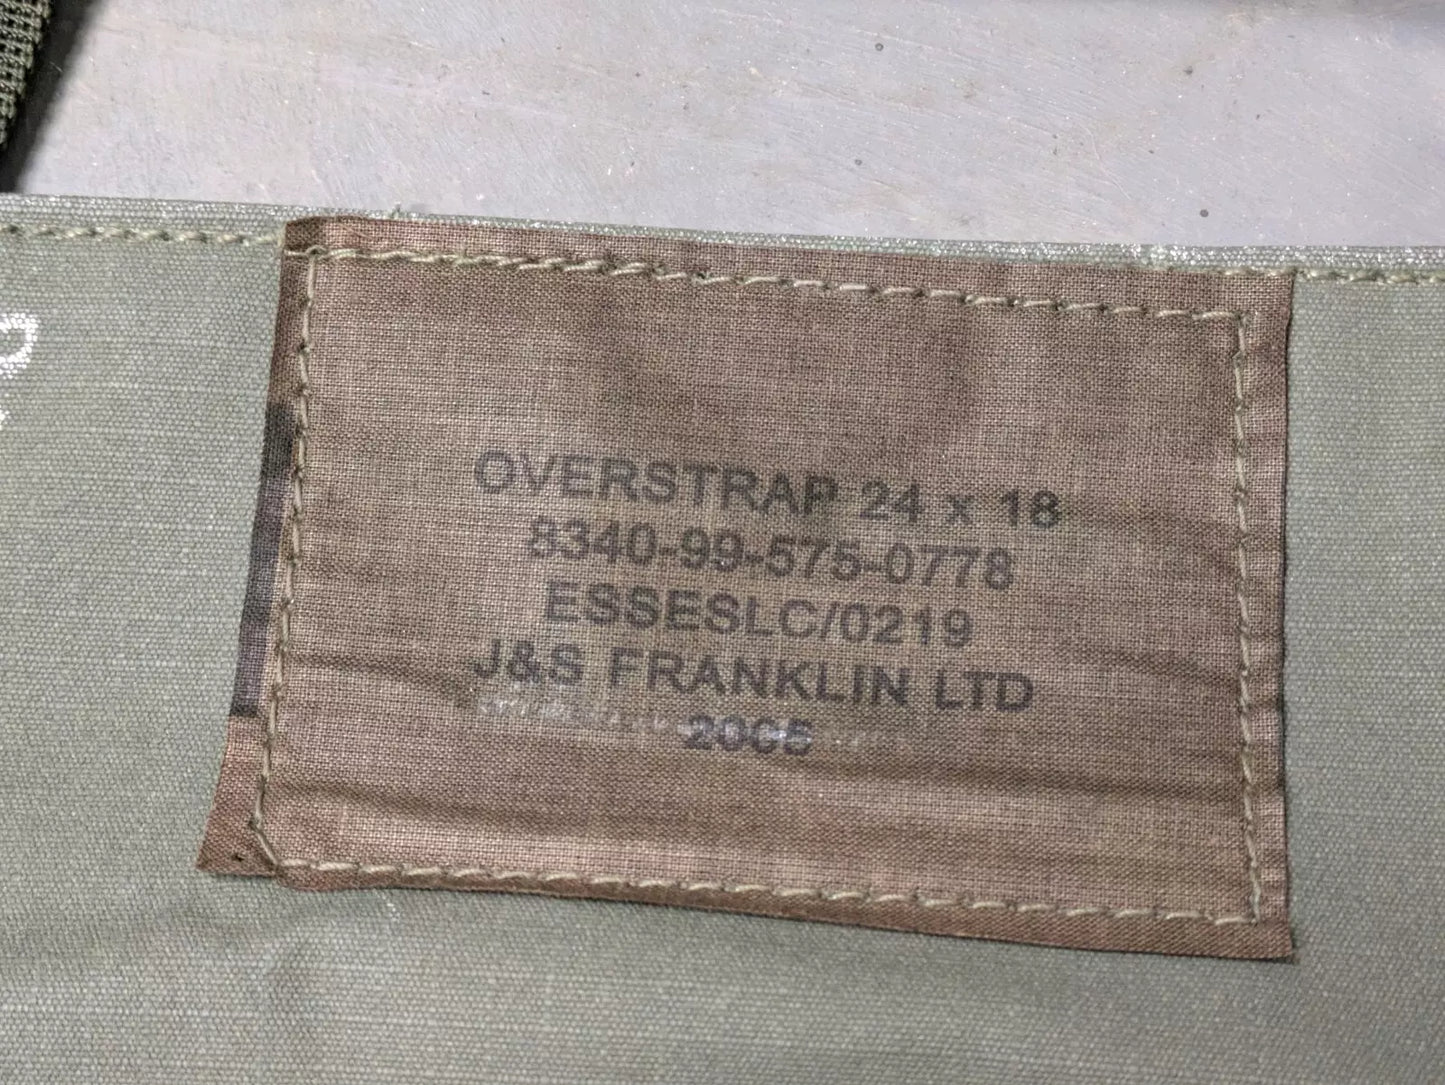 OVERSTRAP 24 x 18
8340-99-575-0778
ESSESLC/0219
J&S FRANKLIN LTD
2005